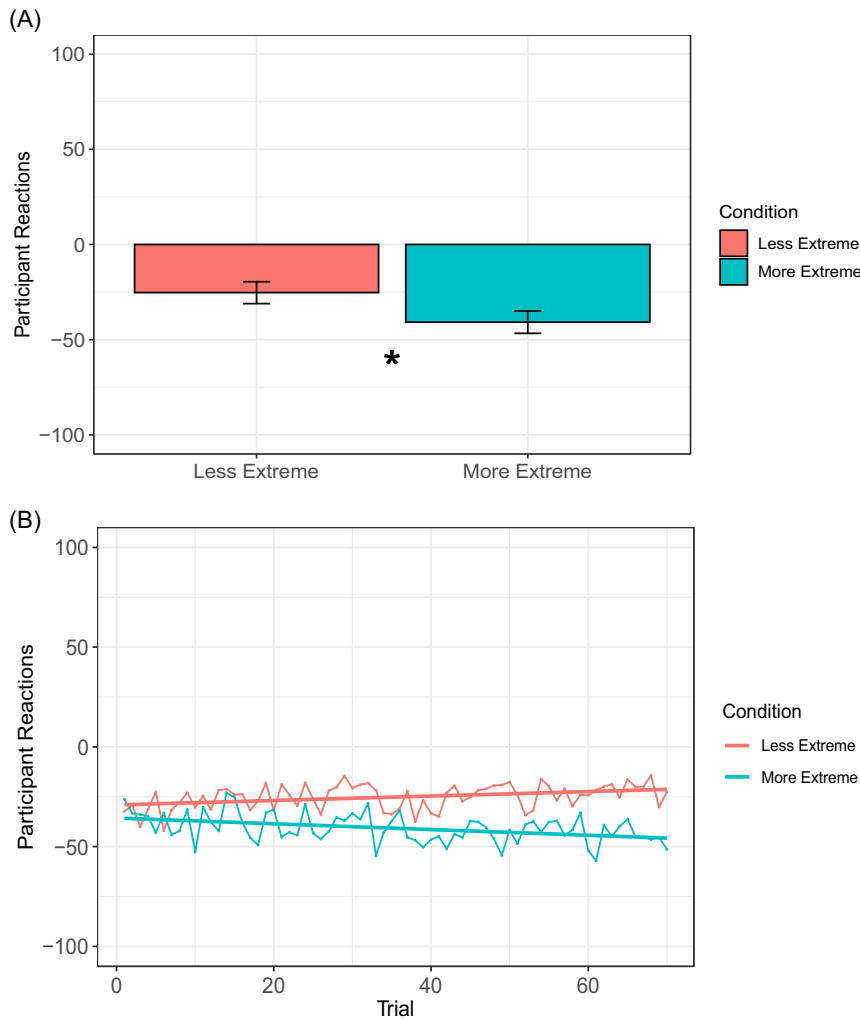 (A)
Participant Reactions
100
50
0
−50
−100
*
Less Extreme
More Extreme
Condition
Less Extreme
More Extreme
(B)
Participant Reactions
100
50
0
−50
−100
0
20
40
60
Trial
Condition
Less Extreme
More Extreme